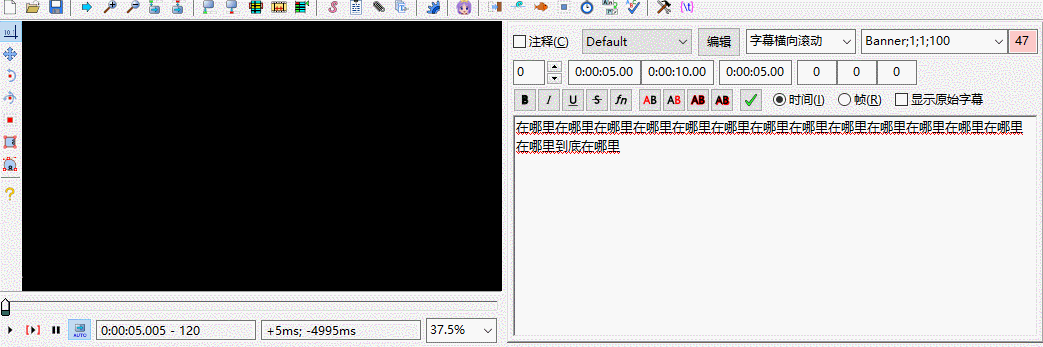 注释(C)
Default
编辑
字幕横向滚动
Banner;1;1;100
47
0
0:00:05.00
0:00:10.00
0:00:05.00
0
0
0
B
I
U
S
fn
AB
AB
AB
AB
时间(I)
帧(R)
显示原始字幕
在哪里在哪里在哪里在哪里在哪里在哪里在哪里在哪里在哪里在哪里在哪里在哪里在哪里
在哪里到底在哪里
AUTO
0:00:05.005 - 120
+5ms; -4995ms
37.5%